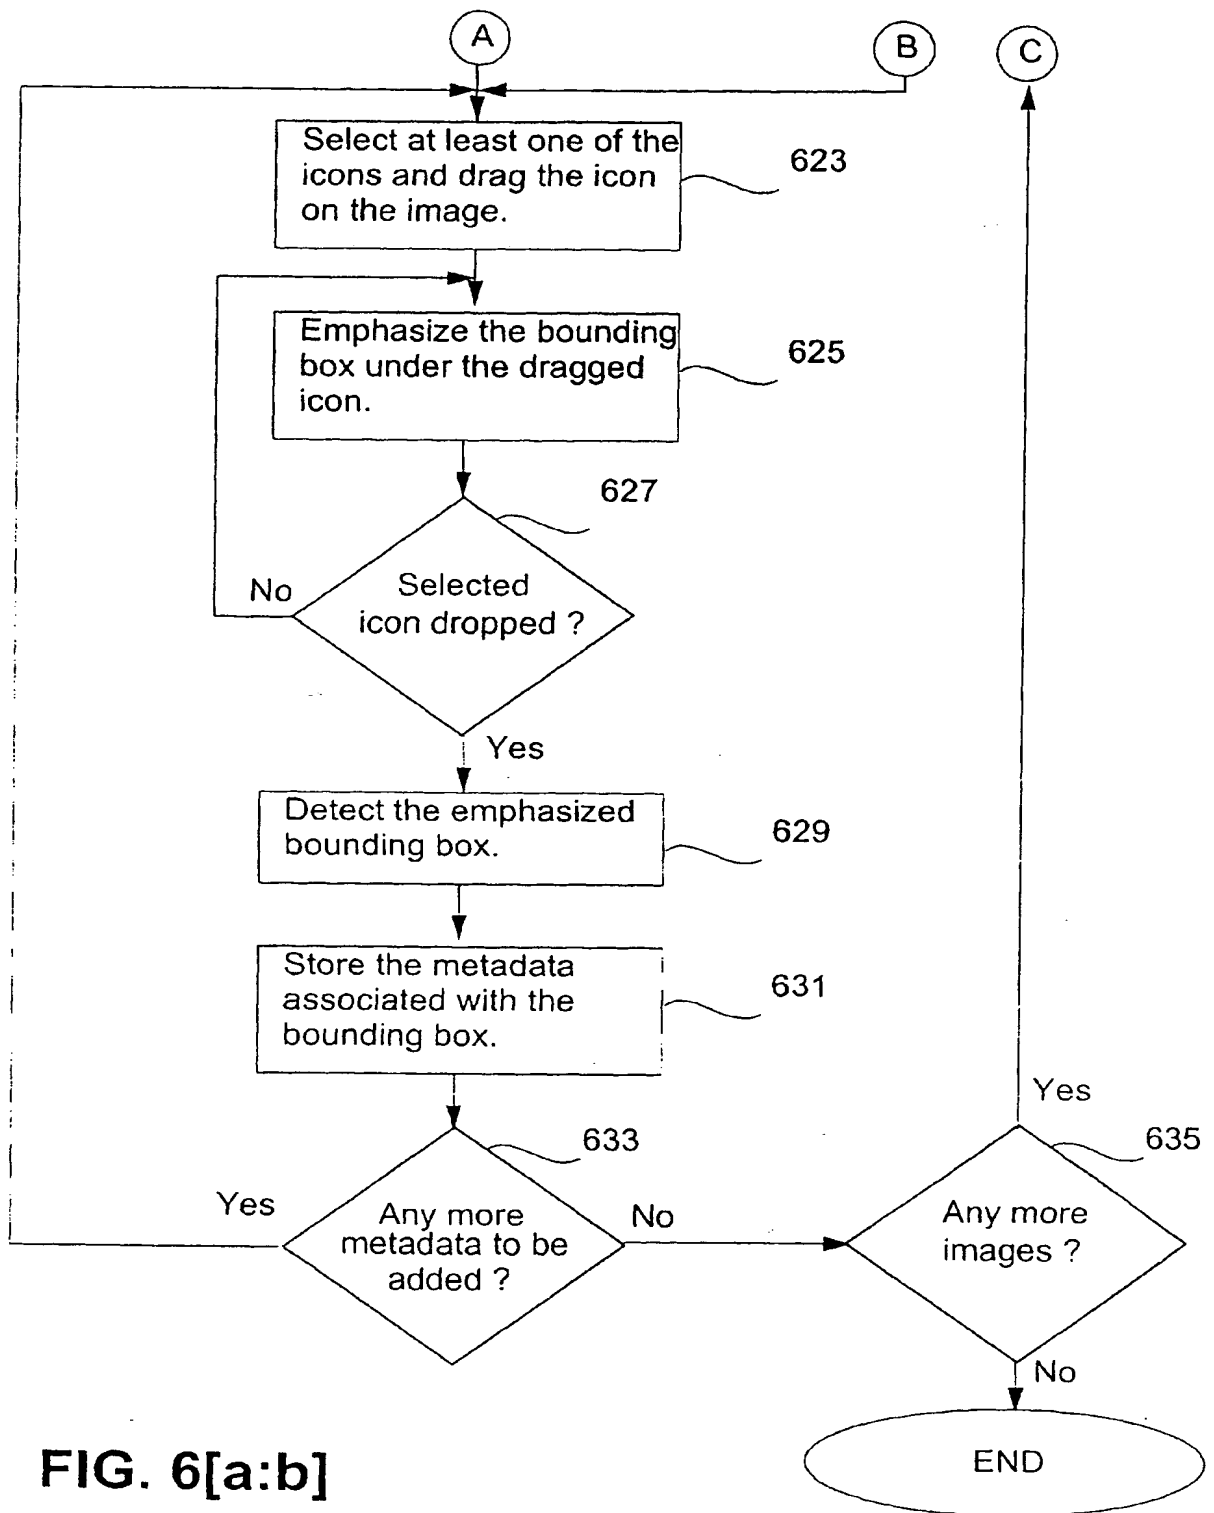 A
B
C
Select at least one of the
icons and drag the icon
on the image.
623
Emphasize the bounding
box under the dragged
icon.
625
627
No
Selected
icon dropped ?
Yes
Detect the emphasized
bounding box.
629
Store the metadata
associated with the
bounding box.
631
Yes
633
635
Yes
Any more
metadata to be
added ?
No
Any more
images ?
No
END
FIG. 6[a:b]